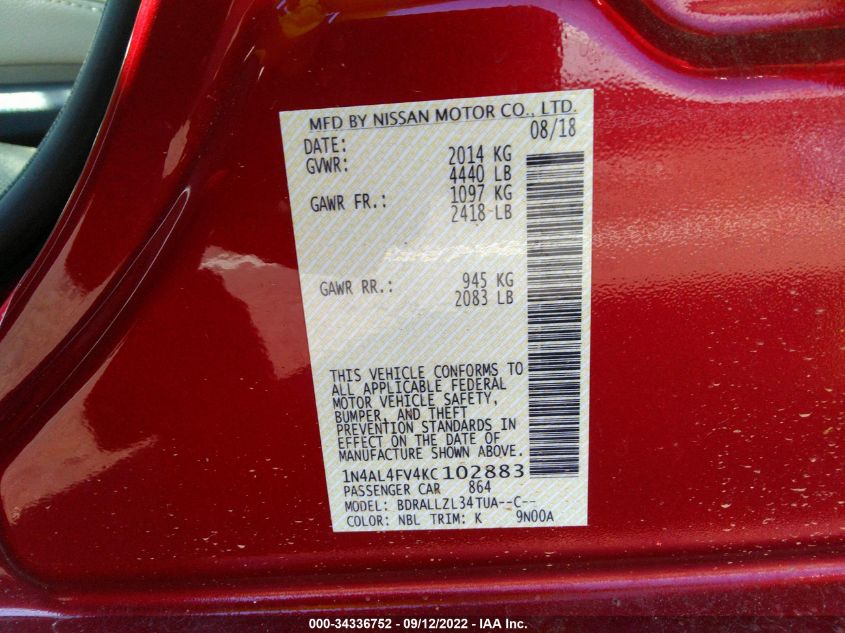 MFD BY NISSAN MOTOR CO., LTD.
DATE: 08/18
GVWR: 2014 KG
4440 LB
GAWR FR.: 1097 KG
2418 LB
GAWR RR.: 945 KG
2083 LB
THIS VEHICLE CONFORMS TO
ALL APPLICABLE FEDERAL
MOTOR VEHICLE SAFETY,
BUMPER, AND THEFT
PREVENTION STANDARDS IN
EFFECT ON THE DATE OF
MANUFACTURE SHOWN ABOVE.
1N4AL4FV4KC102883
PASSENGER CAR 864
MODEL: BDRALLZL34TUA--C--
COLOR: NBL TRIM: K 9N00A
000-34336752 - 09/12/2022 - IAA Inc.